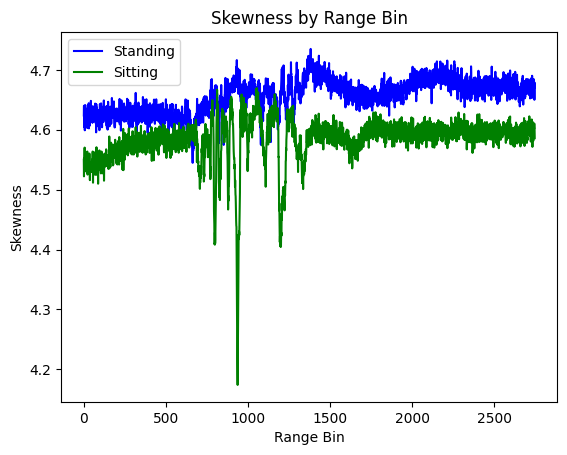 Skewness by Range Bin
Standing
Sitting
4.7
4.6
4.5
4.4
4.3
4.2
Skewness
0 500 1000 1500 2000 2500
Range Bin